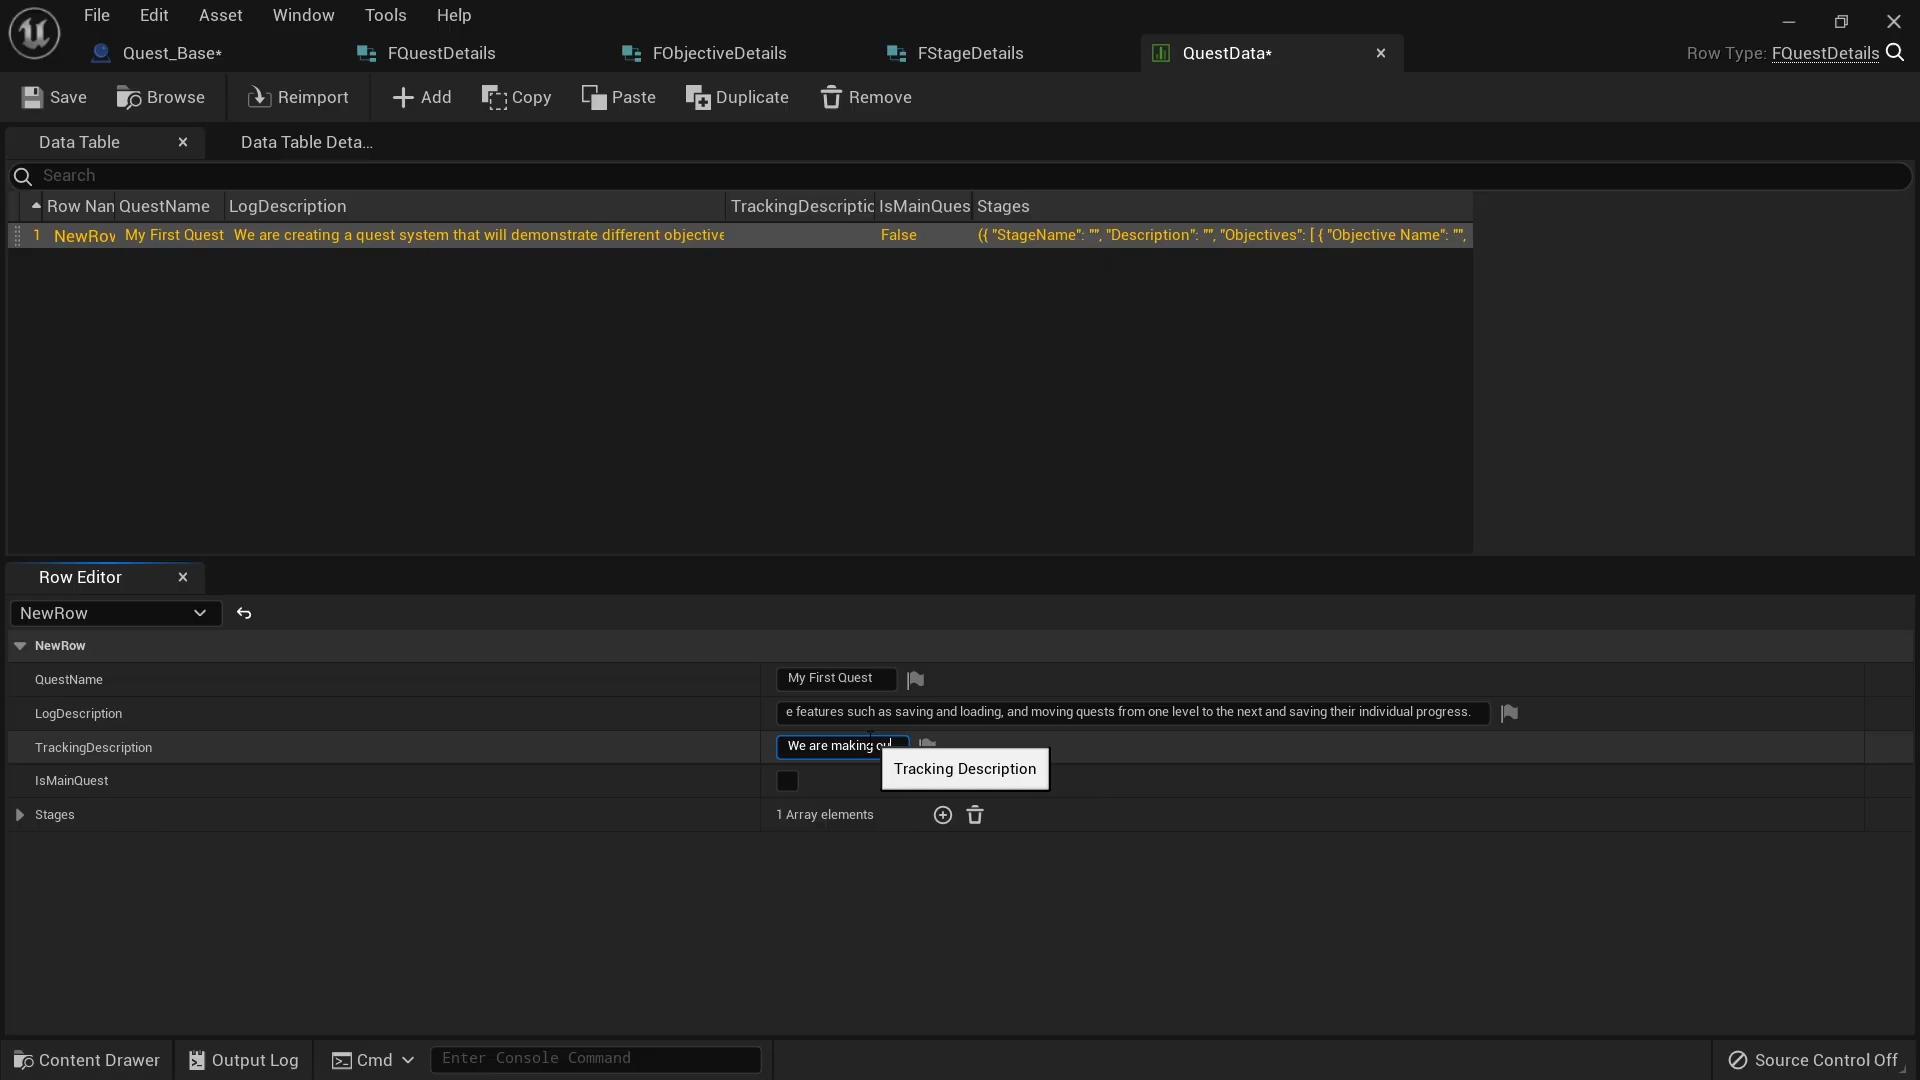 File Edit Asset Window Tools Help
Quest_Base* FQuestDetails FObjectiveDetails FStageDetails QuestData* Row Type: FQuestDetails
Save Browse Reimport Add Copy Paste Duplicate Remove
Data Table Data Table Deta...
Search
Row Nan QuestName LogDescription TrackingDescriptic IsMainQues Stages
1 NewRov My First Quest We are creating a quest system that will demonstrate different objective False ({ "StageName": "", "Description": "", "Objectives": [ { "Objective Name": "",
Row Editor
NewRow
NewRow
QuestName My First Quest
LogDescription e features such as saving and loading, and moving quests from one level to the next and saving their individual progress.
TrackingDescription We are making ou
Tracking Description
IsMainQuest
Stages 1 Array elements
Content Drawer Output Log Cmd Enter Console Command Source Control Off